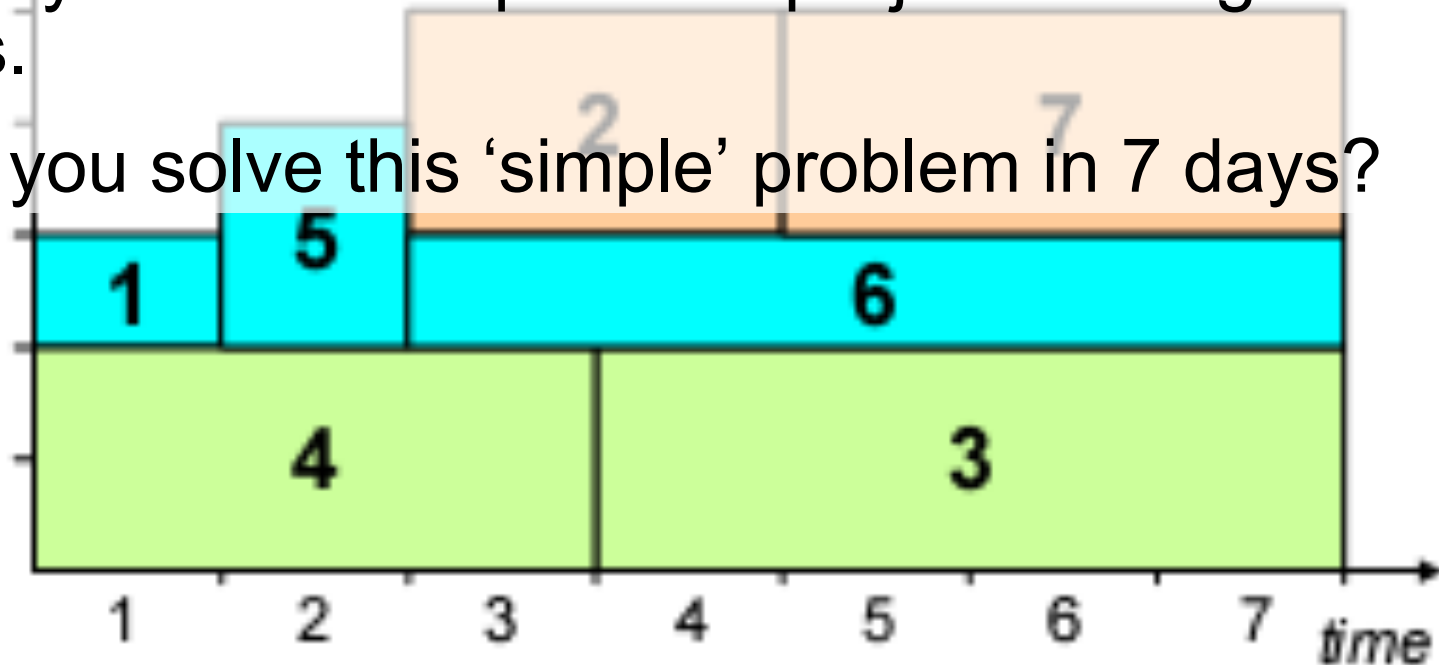 s.
2 7
you solve this ‘simple’ problem in 7 days?
5
1 6
4 3
1 2 3 4 5 6 7 time